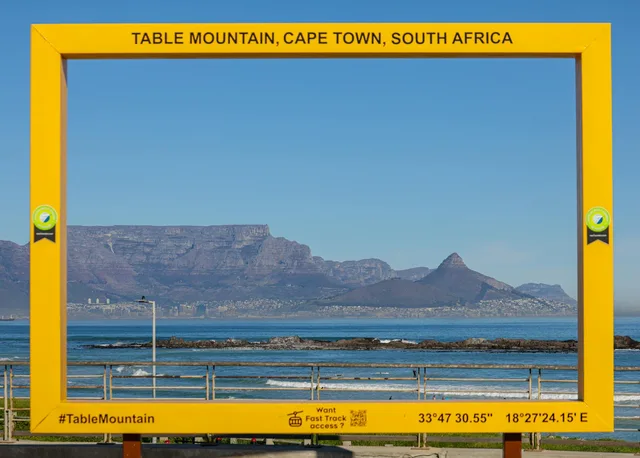 TABLE MOUNTAIN, CAPE TOWN, SOUTH AFRICA
#TableMountain
Want
Fast Track
access ?
33°47 30.55" 18°27'24.15' E